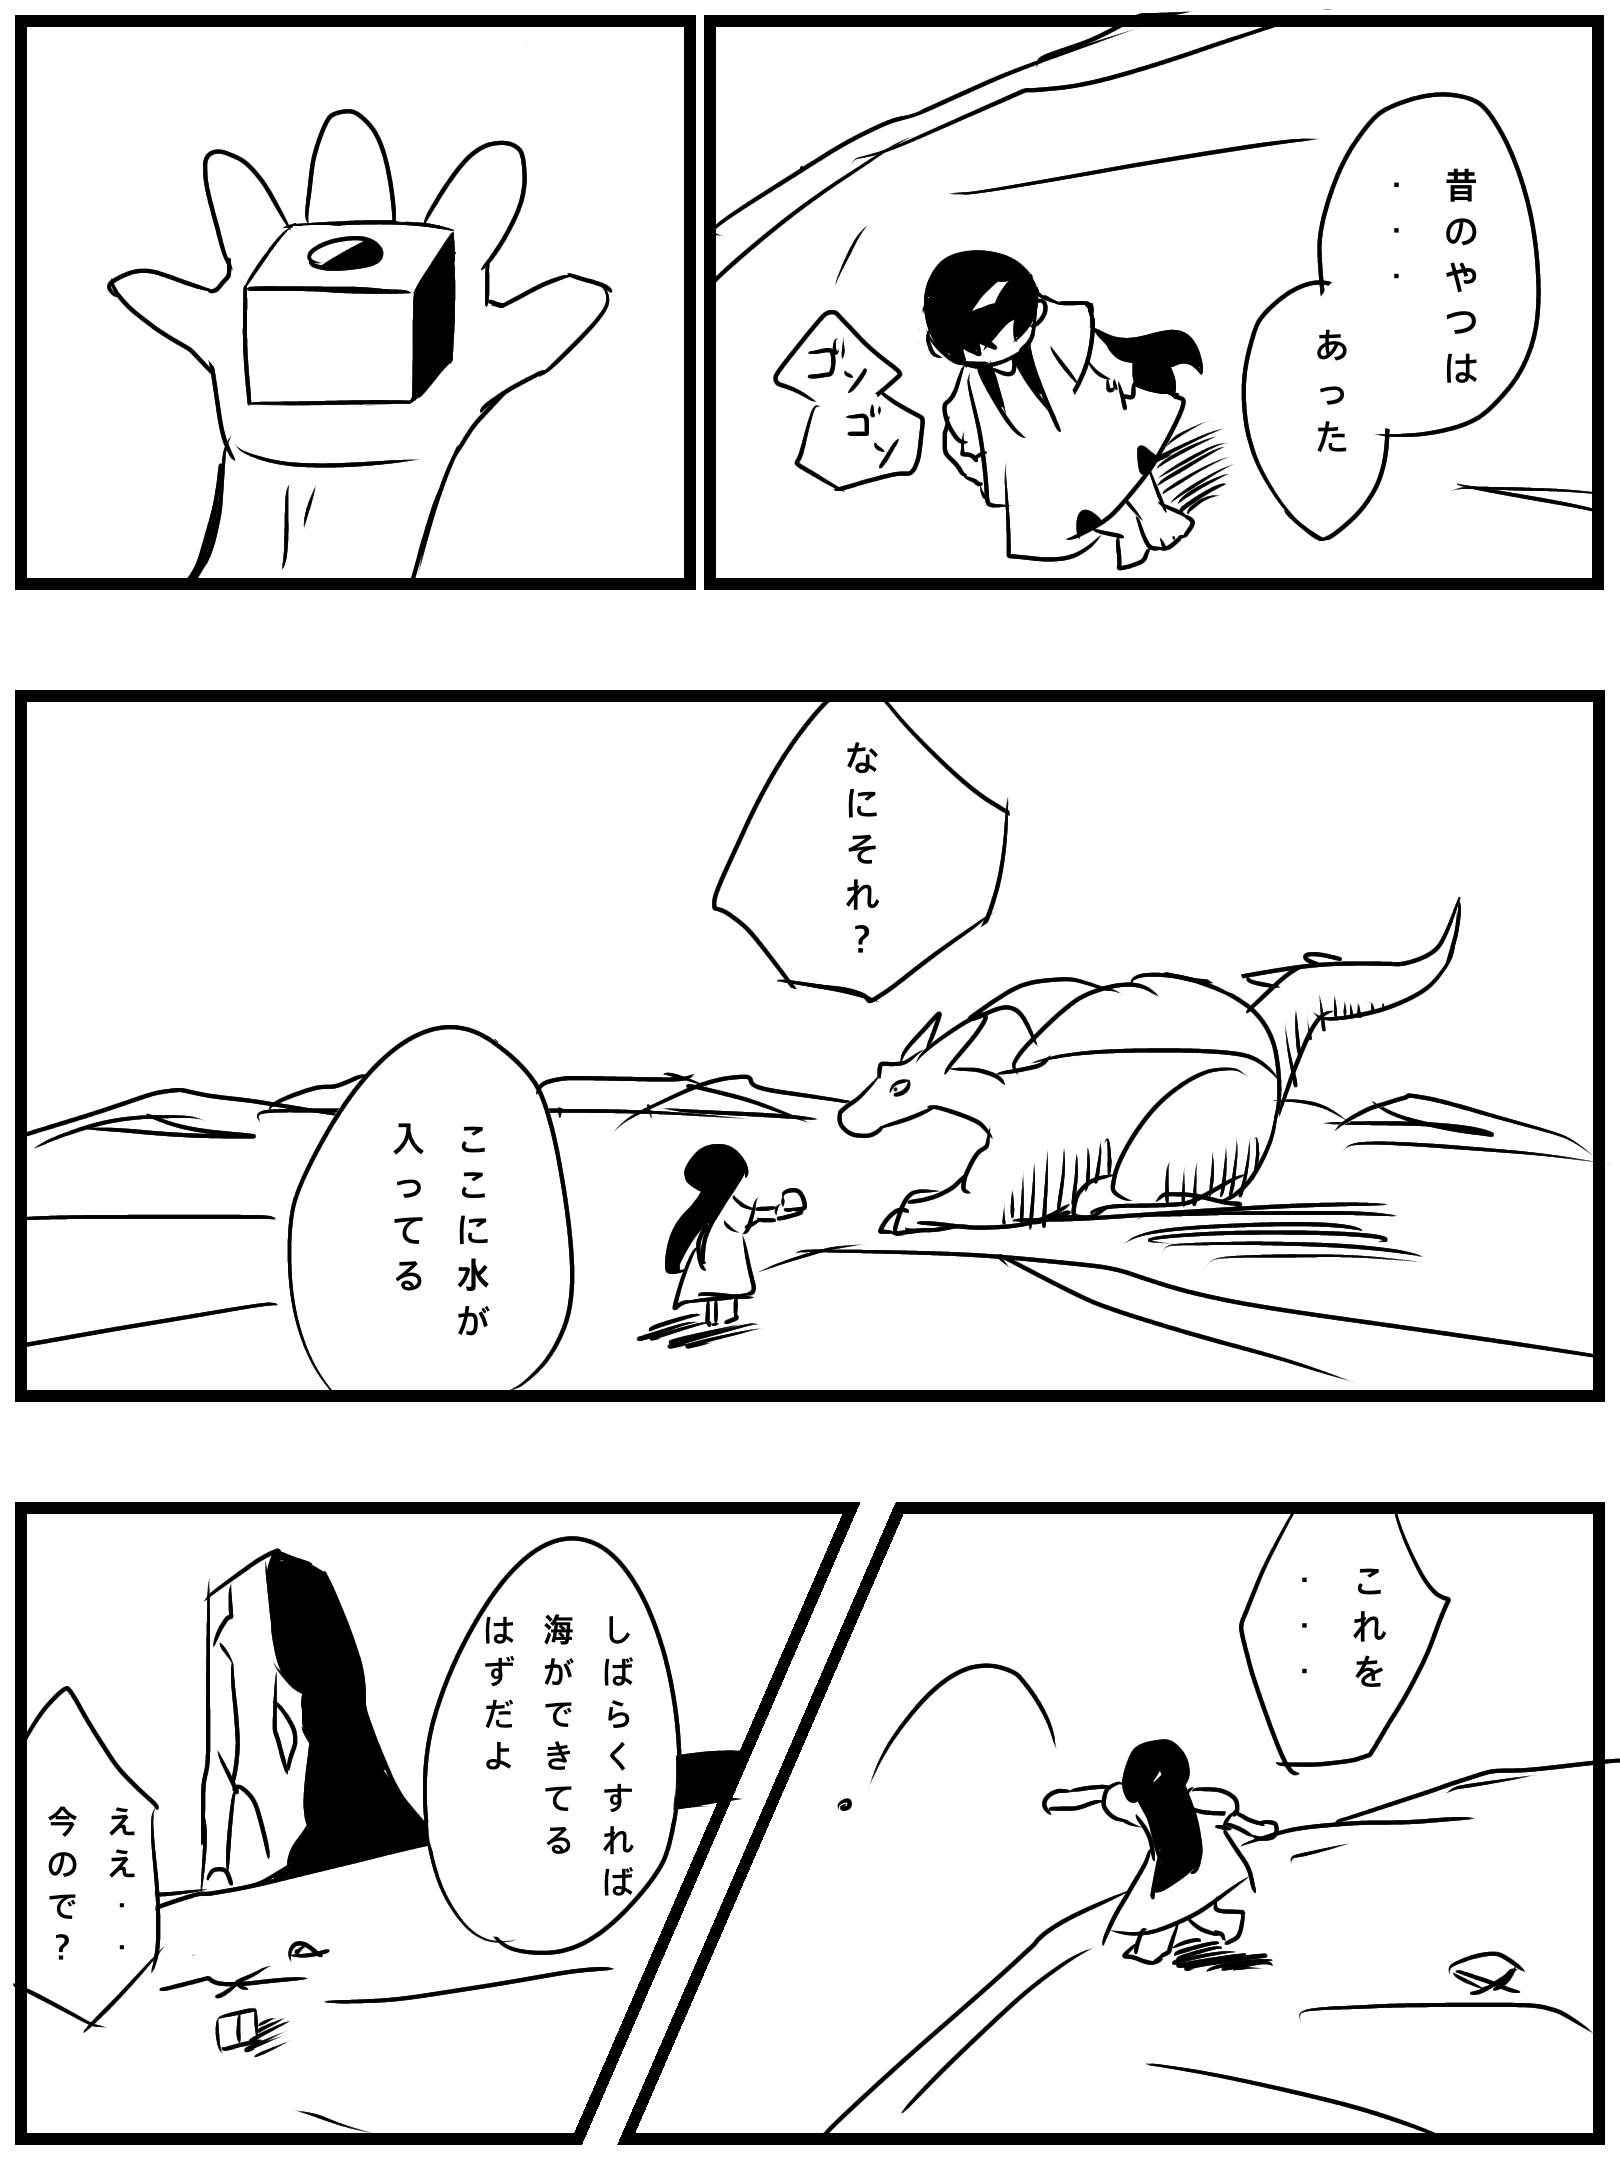 昔のやつは
・・・
あった
ゴソ
ゴソ
なにそれ？
ここに水が
入ってる
これを
・・・
しばらくすれば
海ができてる
はずだよ
ええ・・
今ので？